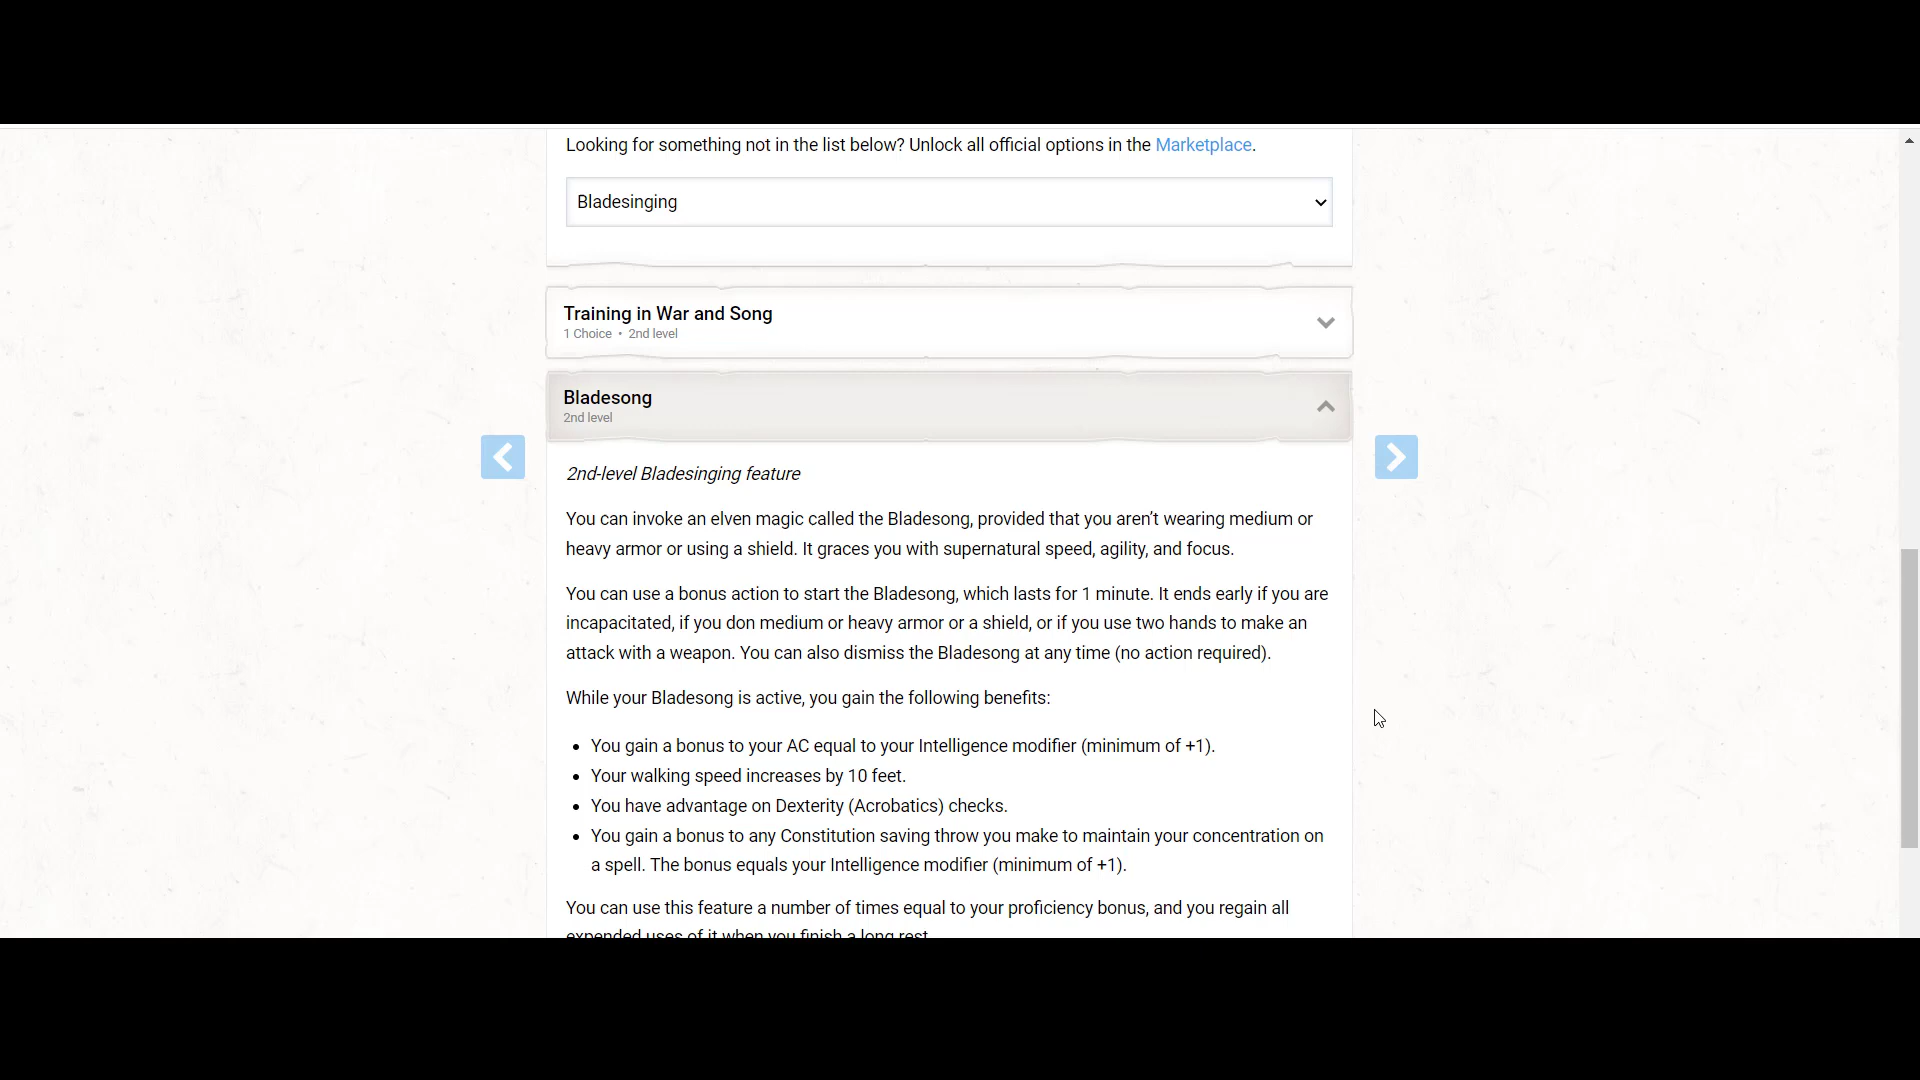 Looking for something not in the list below? Unlock all official options in the Marketplace.
Bladesinging
Training in War and Song
1 Choice • 2nd level
Bladesong
2nd level
2nd-level Bladesinging feature
You can invoke an elven magic called the Bladesong, provided that you aren’t wearing medium or
heavy armor or using a shield. It graces you with supernatural speed, agility, and focus.
You can use a bonus action to start the Bladesong, which lasts for 1 minute. It ends early if you are
incapacitated, if you don medium or heavy armor or a shield, or if you use two hands to make an
attack with a weapon. You can also dismiss the Bladesong at any time (no action required).
While your Bladesong is active, you gain the following benefits:
• You gain a bonus to your AC equal to your Intelligence modifier (minimum of +1).
• Your walking speed increases by 10 feet.
• You have advantage on Dexterity (Acrobatics) checks.
• You gain a bonus to any Constitution saving throw you make to maintain your concentration on
a spell. The bonus equals your Intelligence modifier (minimum of +1).
You can use this feature a number of times equal to your proficiency bonus, and you regain all
expended uses of it when you finish a long rest.